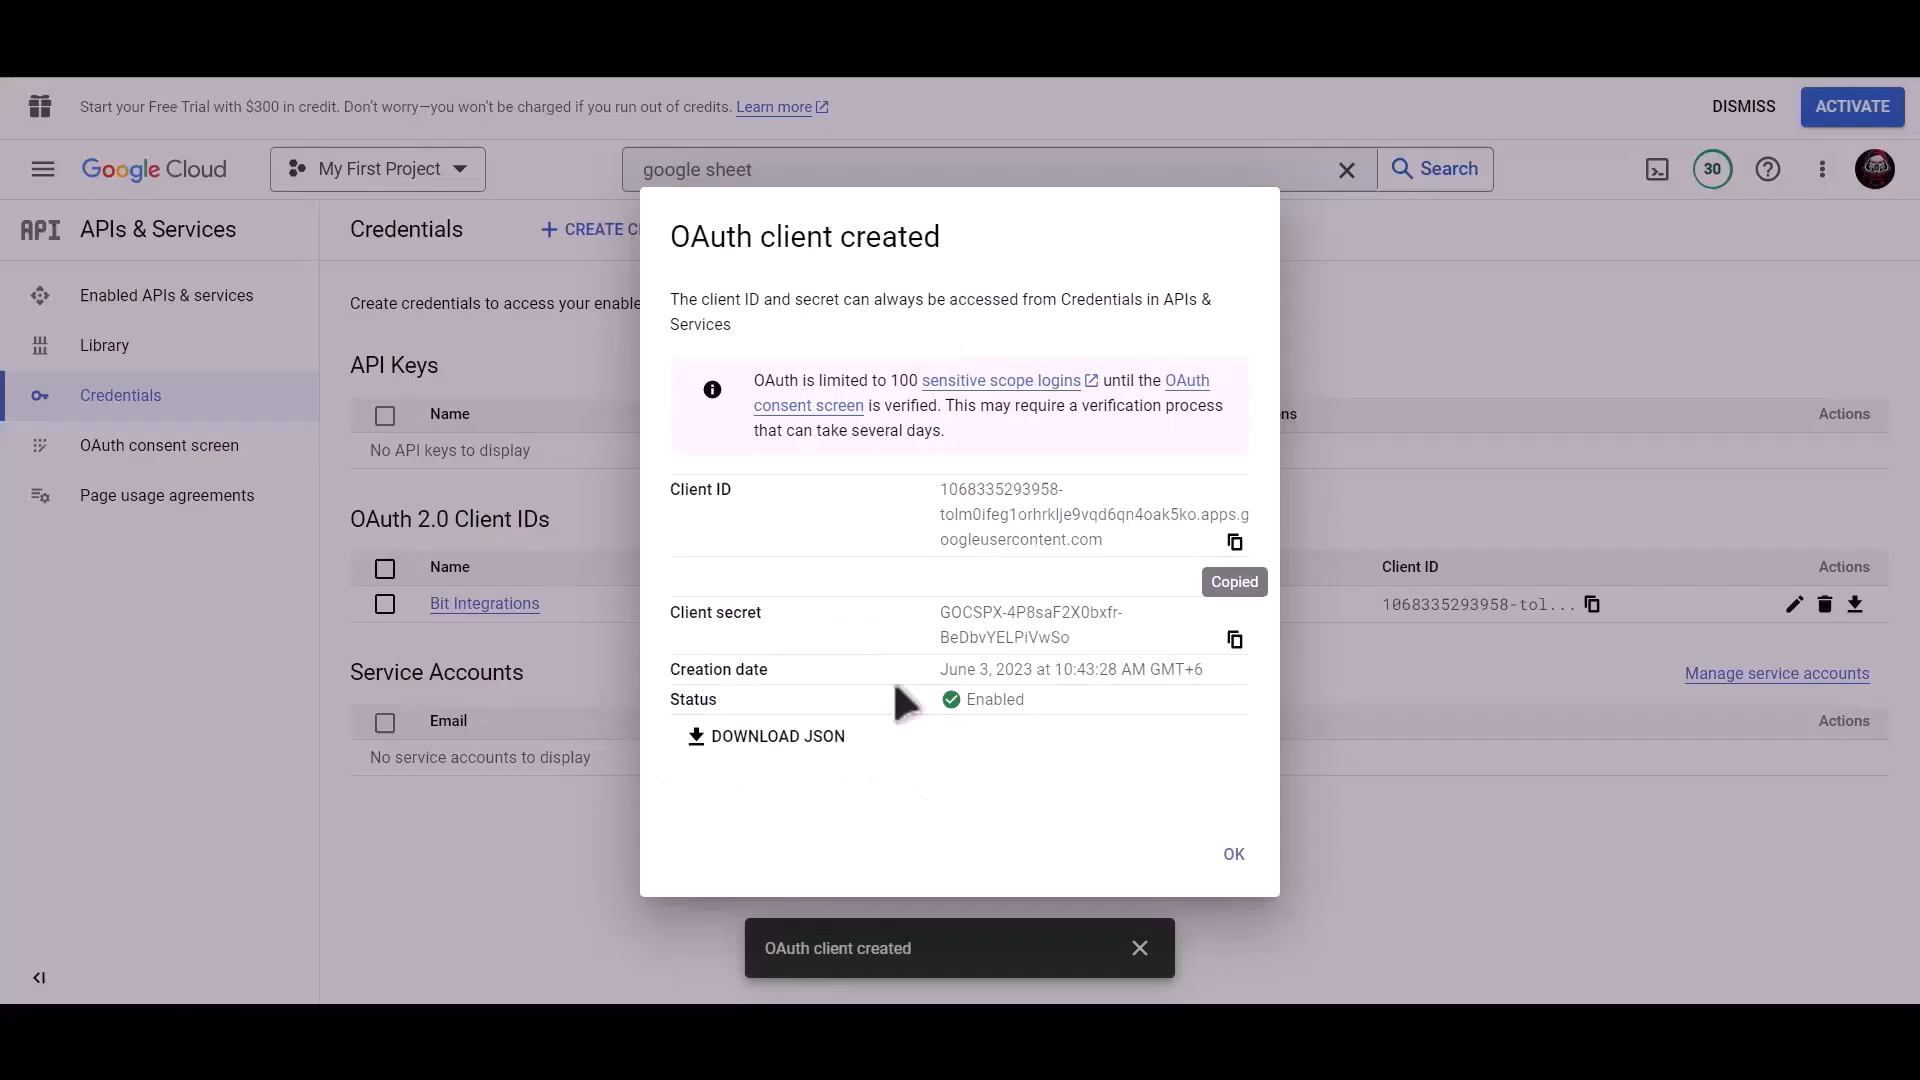 Start your Free Trial with $300 in credit. Don't worry—you won't be charged if you run out of credits. Learn more
DISMISS
ACTIVATE
Google Cloud
My First Project
google sheet
Search
30
API APIs & Services
Credentials
CREATE C
Enabled APIs & services
Library
Credentials
OAuth consent screen
Page usage agreements
Create credentials to access your enable
API Keys
Name
ns
Actions
No API keys to display
OAuth 2.0 Client IDs
Name
Client ID
Actions
Bit Integrations
1068335293958-tol...
Service Accounts
Manage service accounts
Email
Actions
No service accounts to display
OAuth client created
The client ID and secret can always be accessed from Credentials in APIs &
Services
OAuth is limited to 100 sensitive scope logins until the OAuth
consent screen is verified. This may require a verification process
that can take several days.
Client ID
1068335293958-
tolm0ifeg1orhrklje9vqd6qn4oak5ko.apps.g
oogleusercontent.com
Copied
Client secret
GOCSPX-4P8saF2X0bxfr-
BeDbvYELPiVwSo
Creation date
June 3, 2023 at 10:43:28 AM GMT+6
Status
Enabled
DOWNLOAD JSON
OK
OAuth client created